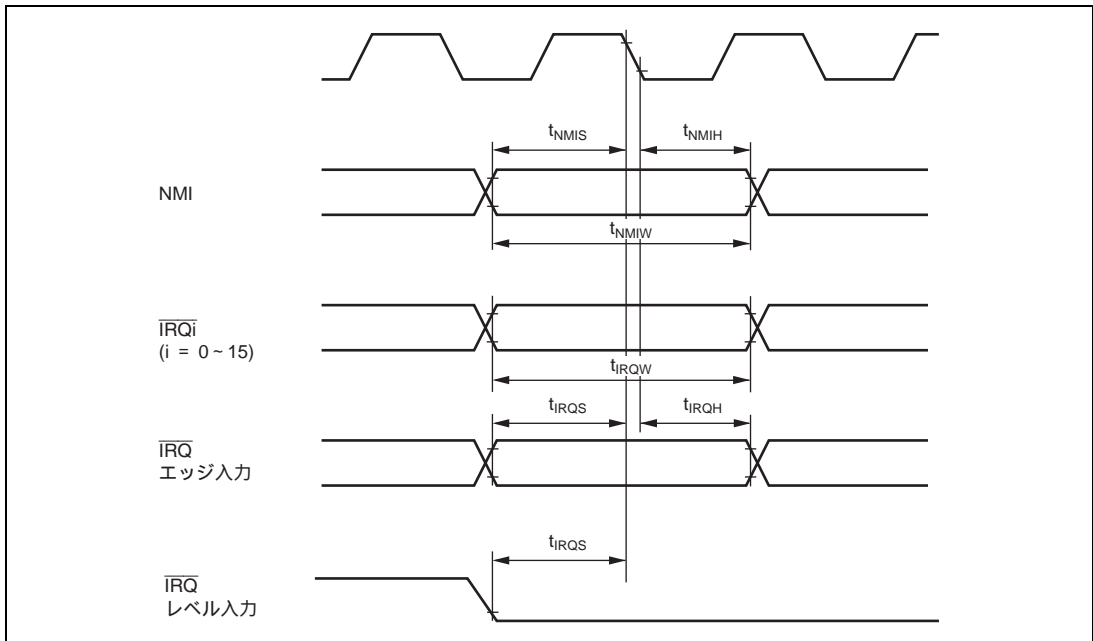 tNMIS tNMIH
NMI
tNMIW
IRQi
(i = 0~15)
tIRQW
tIRQS tIRQH
IRQ
エッジ入力
tIRQS
IRQ
レベル入力